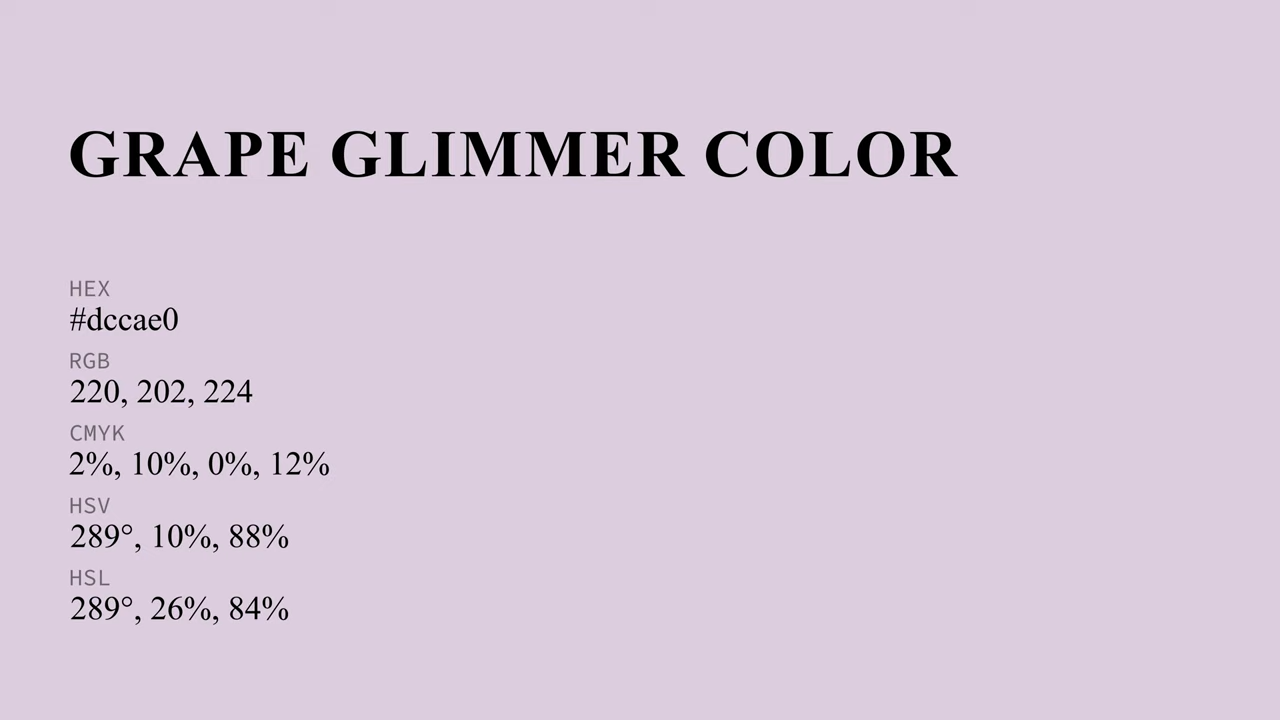 GRAPE GLIMMER COLOR
HEX
#dccae0
RGB
220, 202, 224
CMYK
2%, 10%, 0%, 12%
HSV
289°, 10%, 88%
HSL
289°, 26%, 84%